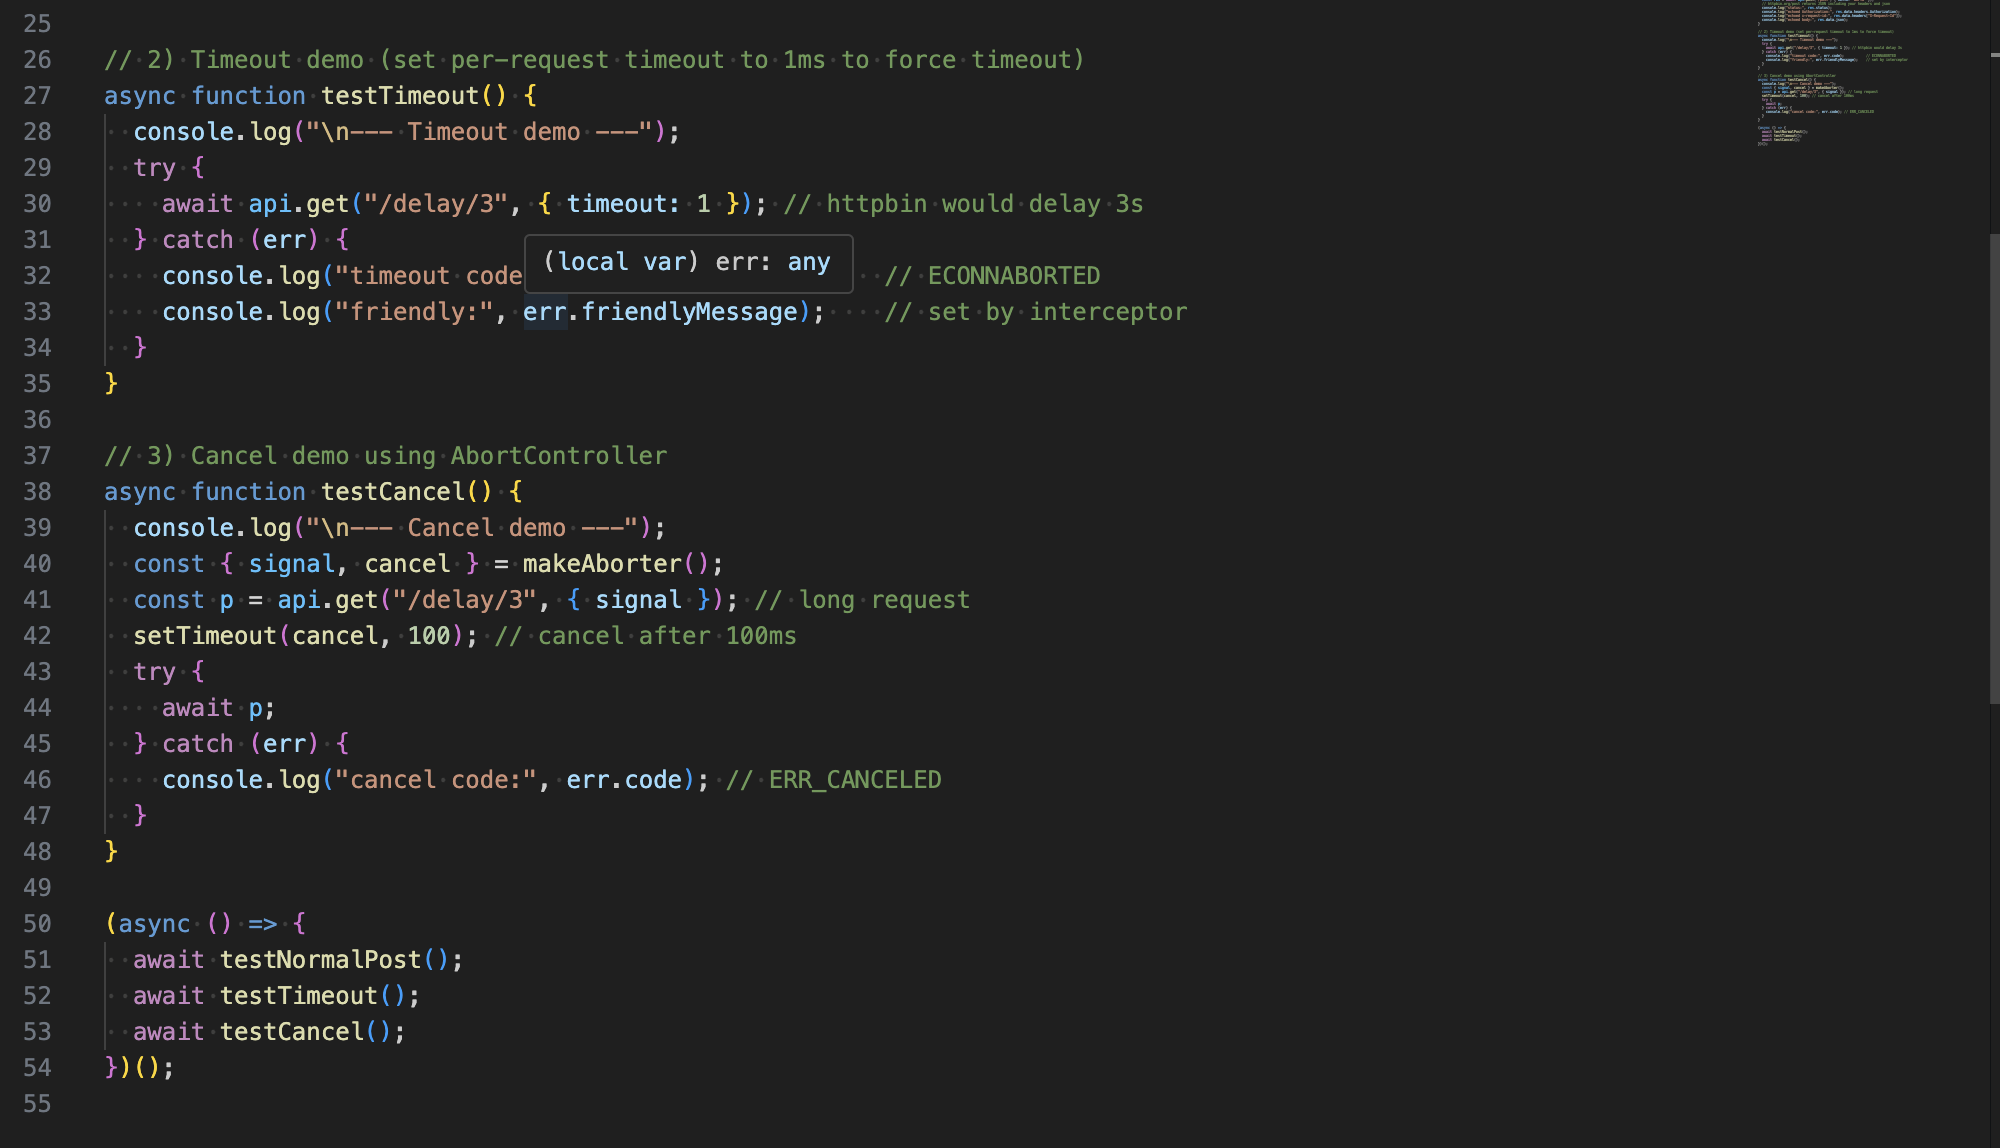 25
26 // 2) Timeout demo (set per-request timeout to 1ms to force timeout)
27 async function testTimeout() {
28   console.log("\n--- Timeout demo ---");
29   try {
30     await api.get("/delay/3", { timeout: 1 }); // httpbin would delay 3s
31   } catch (err) {
(local var) err: any
32     console.log("timeout code // ECONNABORTED
33     console.log("friendly:", err.friendlyMessage);    // set by interceptor
34   }
35 }
36
37 // 3) Cancel demo using AbortController
38 async function testCancel() {
39   console.log("\n--- Cancel demo ---");
40   const { signal, cancel } = makeAborter();
41   const p = api.get("/delay/3", { signal }); // long request
42   setTimeout(cancel, 100); // cancel after 100ms
43   try {
44     await p;
45   } catch (err) {
46     console.log("cancel code:", err.code); // ERR_CANCELED
47   }
48 }
49
50 (async () => {
51   await testNormalPost();
52   await testTimeout();
53   await testCancel();
54 })();
55